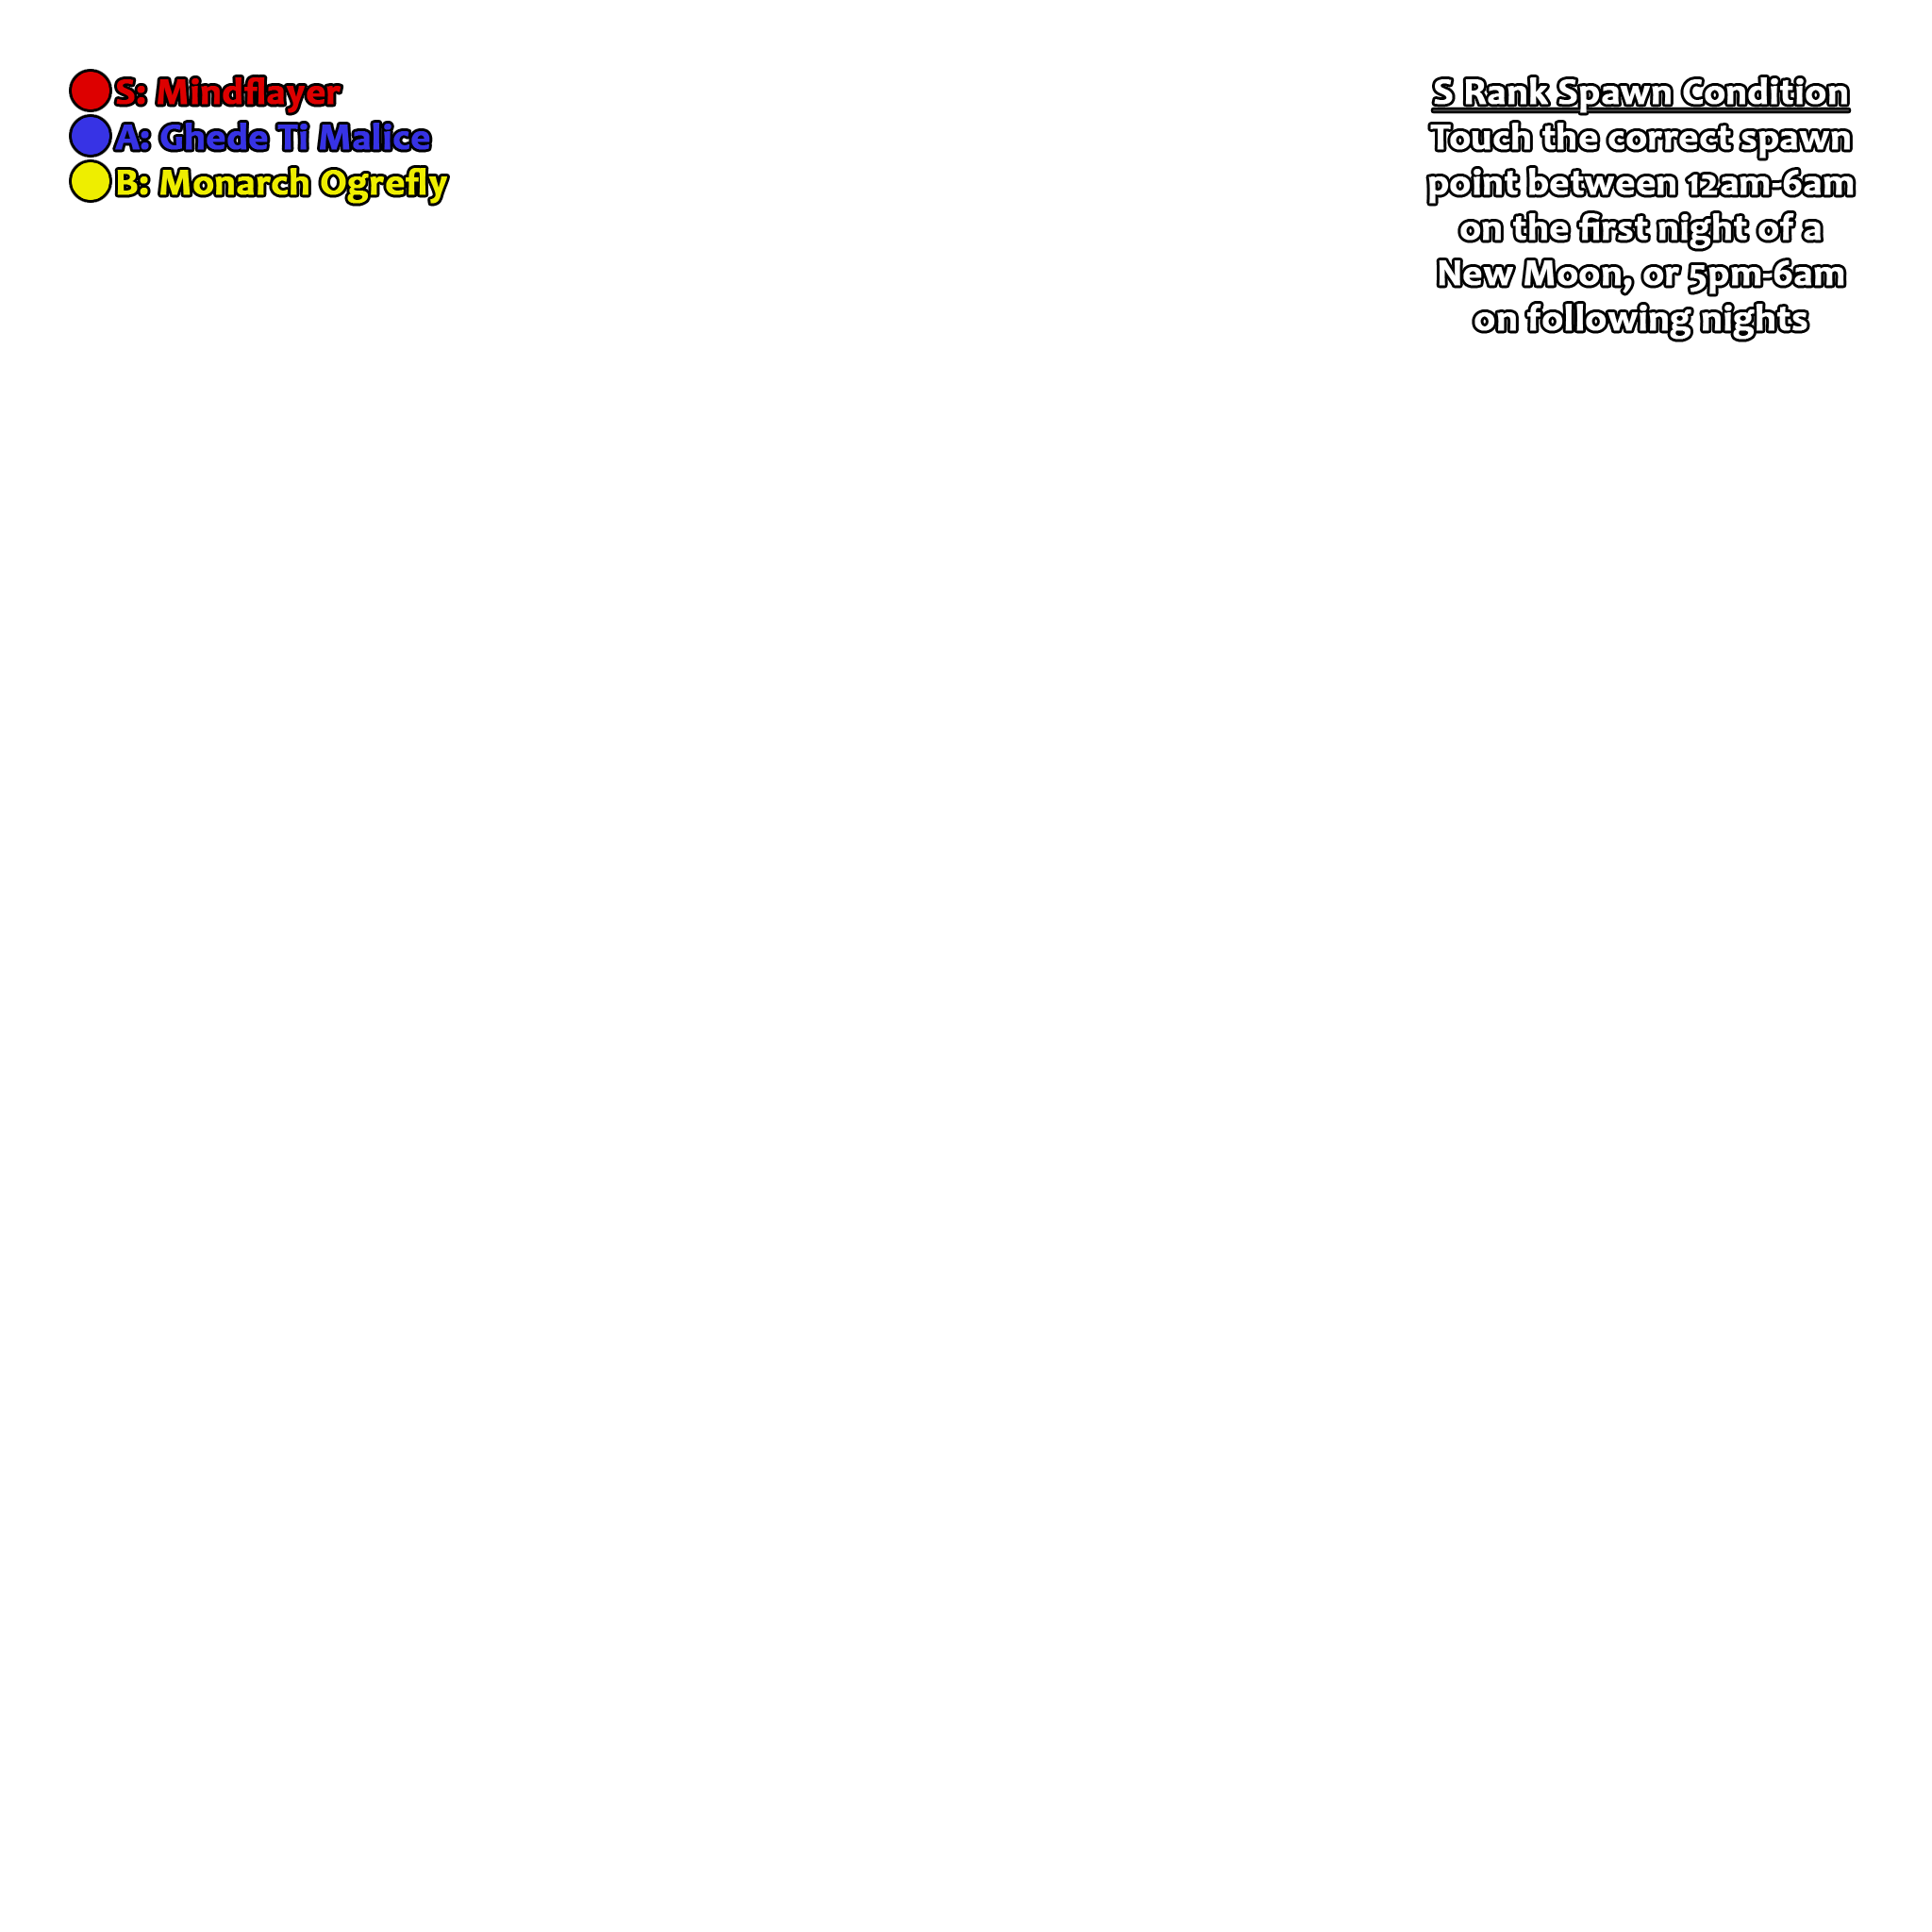 S: Mindflayer
A: Ghede Ti Malice
B: Monarch Ogrefly
S Rank Spawn Condition
Touch the correct spawn
point between 12am-6am
on the first night of a
New Moon, or 5pm-6am
on following nights